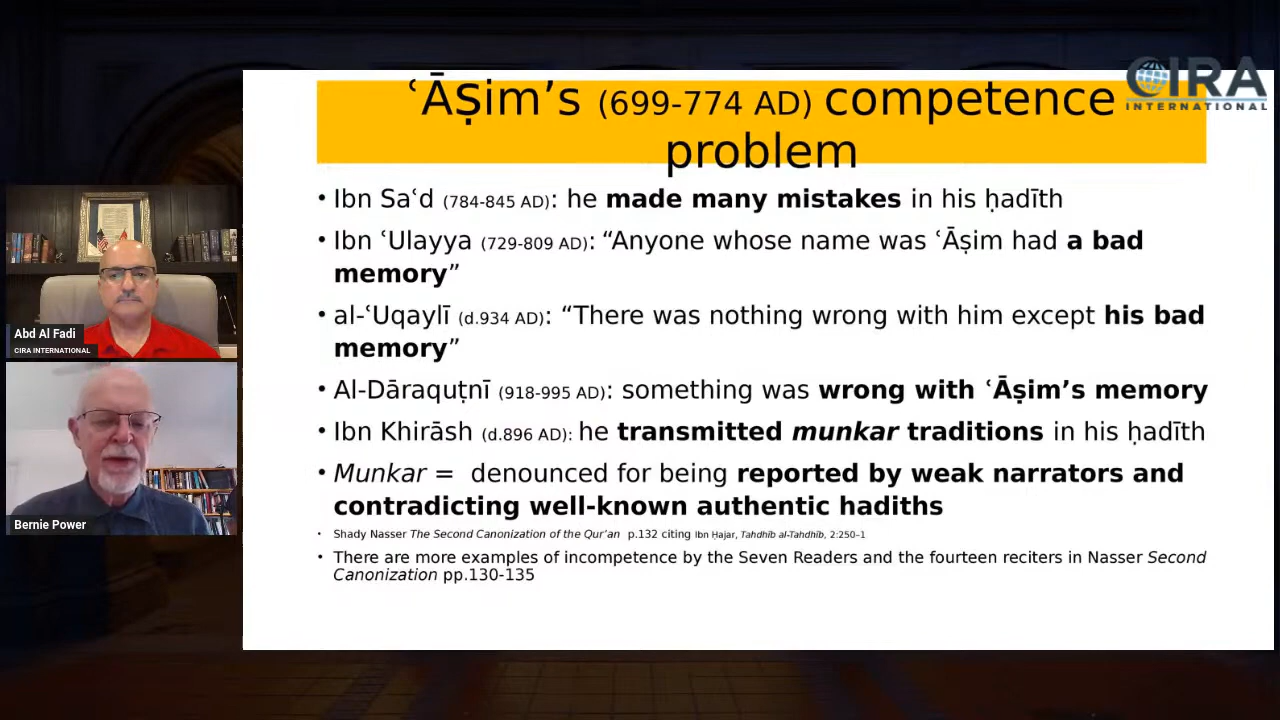 CIRA
INTERNATIONAL
ʿĀṣim’s (699-774 AD) competence
problem
• Ibn Saʿd (784-845 AD): he made many mistakes in his ḥadīth
• Ibn ʿUlayya (729-809 AD): “Anyone whose name was ʿĀṣim had a bad
memory”
• al-ʿUqaylī (d.934 AD): “There was nothing wrong with him except his bad
memory”
• Al-Dāraquṭnī (918-995 AD): something was wrong with ʿĀṣim’s memory
• Ibn Khirāsh (d.896 AD): he transmitted munkar traditions in his ḥadīth
• Munkar = denounced for being reported by weak narrators and
contradicting well-known authentic hadiths
• Shady Nasser The Second Canonization of the Qur’an p.132 citing Ibn Ḥajar, Tahdhīb al-Tahdhīb, 2:250–1
• There are more examples of incompetence by the Seven Readers and the fourteen reciters in Nasser Second
Canonization pp.130-135
Abd Al Fadi
CIRA INTERNATIONAL
Bernie Power